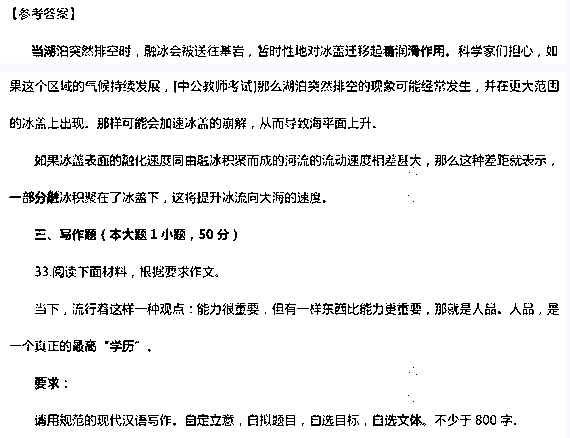 【参考答案】
当湖泊突然排空时，融冰会被送往基岩，暂时性地对冰盖迁移起着润滑作用。科学家们担心，如
果这个区域的气候持续发展，[中公教师考试]那么湖泊突然排空的现象可能经常发生，并在更大范围
的冰盖上出现。那样可能会加速冰盖的崩解，从而导致海平面上升。
如果冰盖表面的融化速度同由融冰积聚而成的河流的流动速度相差甚大，那么这种差距就表示，
一部分融冰积聚在了冰盖下，这将提升冰流向大海的速度。
三、写作题（本大题1小题，50分）
33.阅读下面材料，根据要求作文。
当下，流行着这样一种观点：能力很重要，但有一样东西比能力更重要，那就是人品。人品，是
一个真正的最高“学历”。
要求：
请用规范的现代汉语写作。自定立意，自拟题目，自选目标，自选文体。不少于800字。